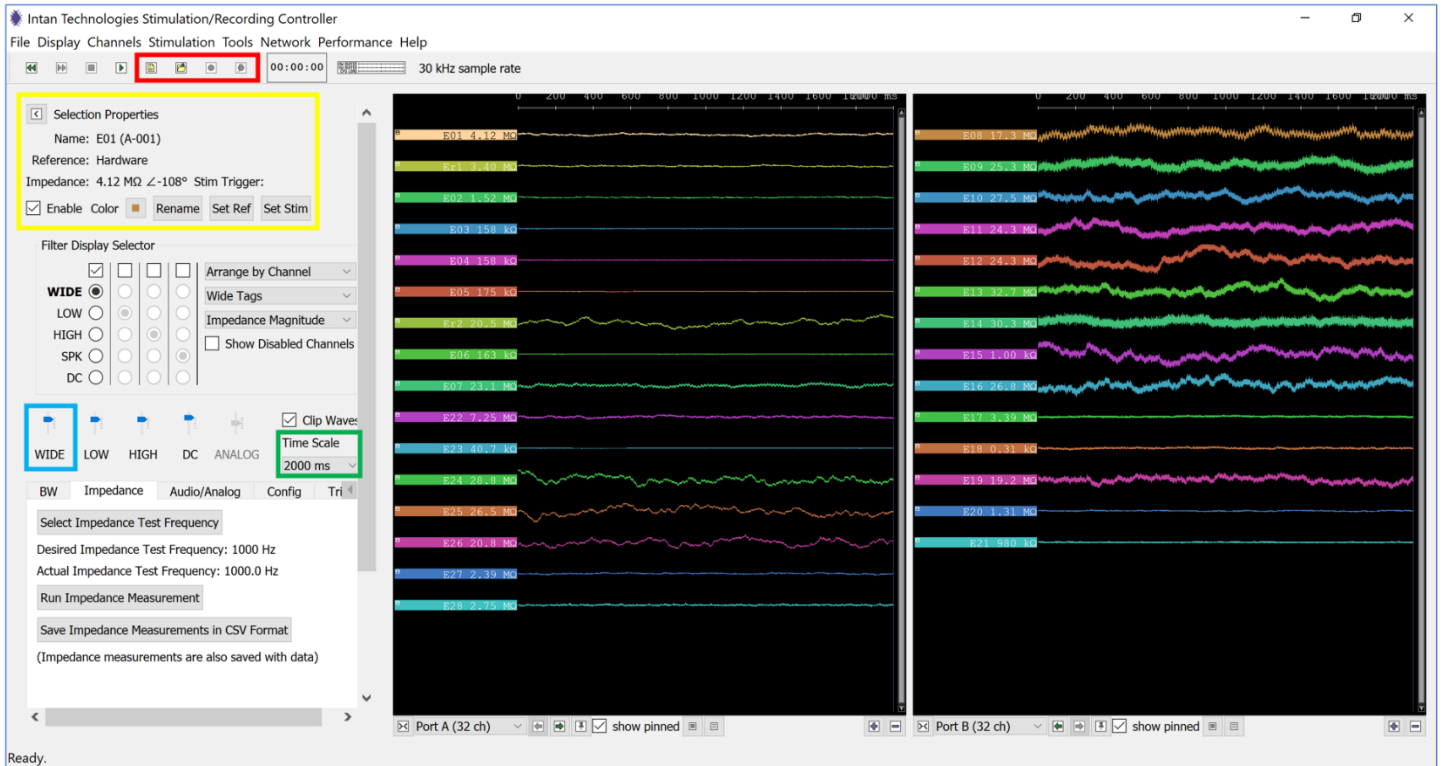 Intan Technologies Stimulation/Recording Controller
File Display Channels Stimulation Tools Network Performance Help
00:00:00
30 kHz sample rate
Selection Properties
Name: E01 (A-001)
Reference: Hardware
Impedance: 4.12 MΩ ∠-108° Stim Trigger:
Enable Color Rename Set Ref Set Stim
Filter Display Selector
Arrange by Channel
WIDE Wide Tags
LOW Impedance Magnitude
HIGH Show Disabled Channels
SPK
DC
Clip Waves
Time Scale
WIDE LOW HIGH DC ANALOG
2000 ms
BW Impedance Audio/Analog Config Tri
Select Impedance Test Frequency
Desired Impedance Test Frequency: 1000 Hz
Actual Impedance Test Frequency: 1000.0 Hz
Run Impedance Measurement
Save Impedance Measurements in CSV Format
(Impedance measurements are also saved with data)
Ready.
0 200 400 600 800 1000 1200 1400 1600 ms
E01 4.12 MΩ
Er1 3.40 MΩ
E02 1.52 MΩ
E03 158 kΩ
E04 158 kΩ
E05 175 kΩ
Er2 20.5 MΩ
E06 163 kΩ
E07 23.1 MΩ
E22 7.25 MΩ
E23 40.7 kΩ
E24 28.8 MΩ
E25 26.5 MΩ
E26 20.8 MΩ
E27 2.39 MΩ
E28 2.75 MΩ
Port A (32 ch) show pinned
0 200 400 600 800 1000 1200 1400 1600 ms
E08 17.3 MΩ
E09 25.3 MΩ
E10 27.5 MΩ
E11 24.3 MΩ
E12 24.3 MΩ
E13 32.7 MΩ
E14 30.3 MΩ
E15 1.00 kΩ
E16 26.8 MΩ
E17 3.39 MΩ
E18 0.31 kΩ
E19 19.2 MΩ
E20 1.31 MΩ
E21 980 kΩ
Port B (32 ch) show pinned